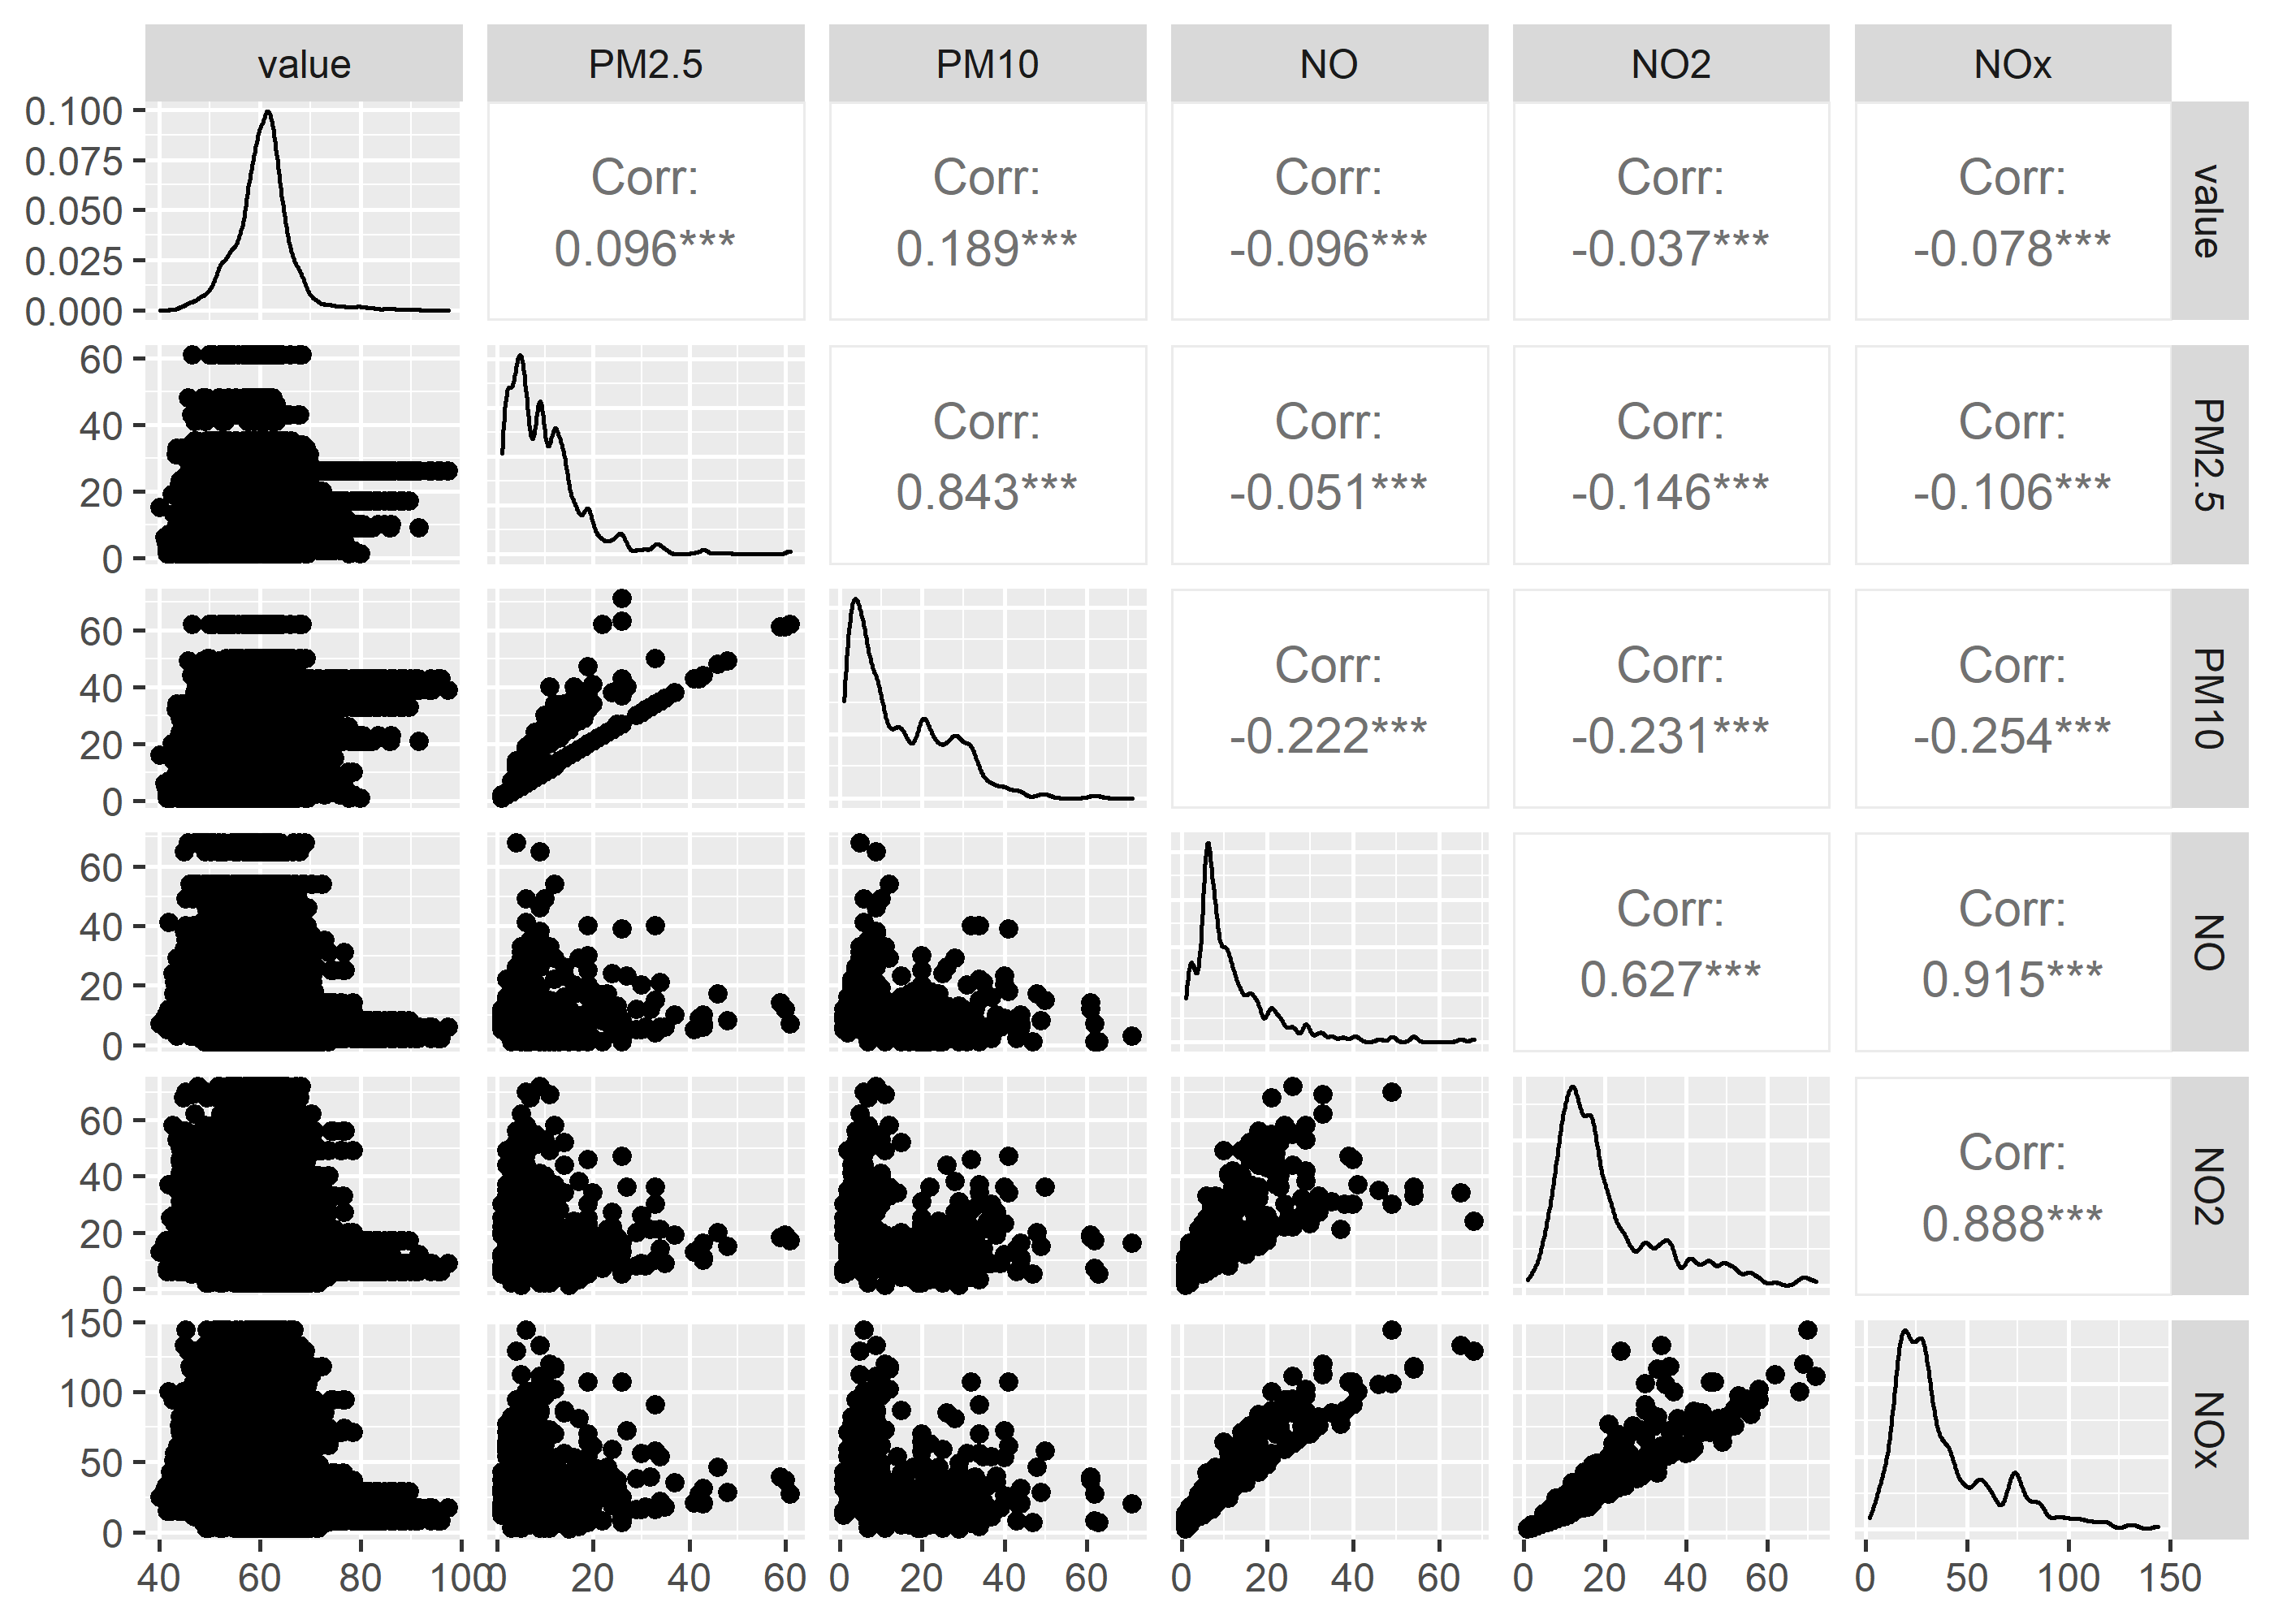 value PM2.5 PM10 NO NO2 NOx
0.100
0.075
0.050
0.025
0.000
Corr:
0.096***
Corr:
0.189***
Corr:
-0.096***
Corr:
-0.037***
Corr:
-0.078***
value
60
40
20
0
Corr:
0.843***
Corr:
-0.051***
Corr:
-0.146***
Corr:
-0.106***
PM2.5
60
40
20
0
Corr:
-0.222***
Corr:
-0.231***
Corr:
-0.254***
PM10
60
40
20
0
Corr:
0.627***
Corr:
0.915***
NO
60
40
20
0
Corr:
0.888***
NO2
150
100
50
0
NOx
40 60 80 100 0 20 40 60 0 20 40 60 0 20 40 60 0 20 40 60 0 50 100 150